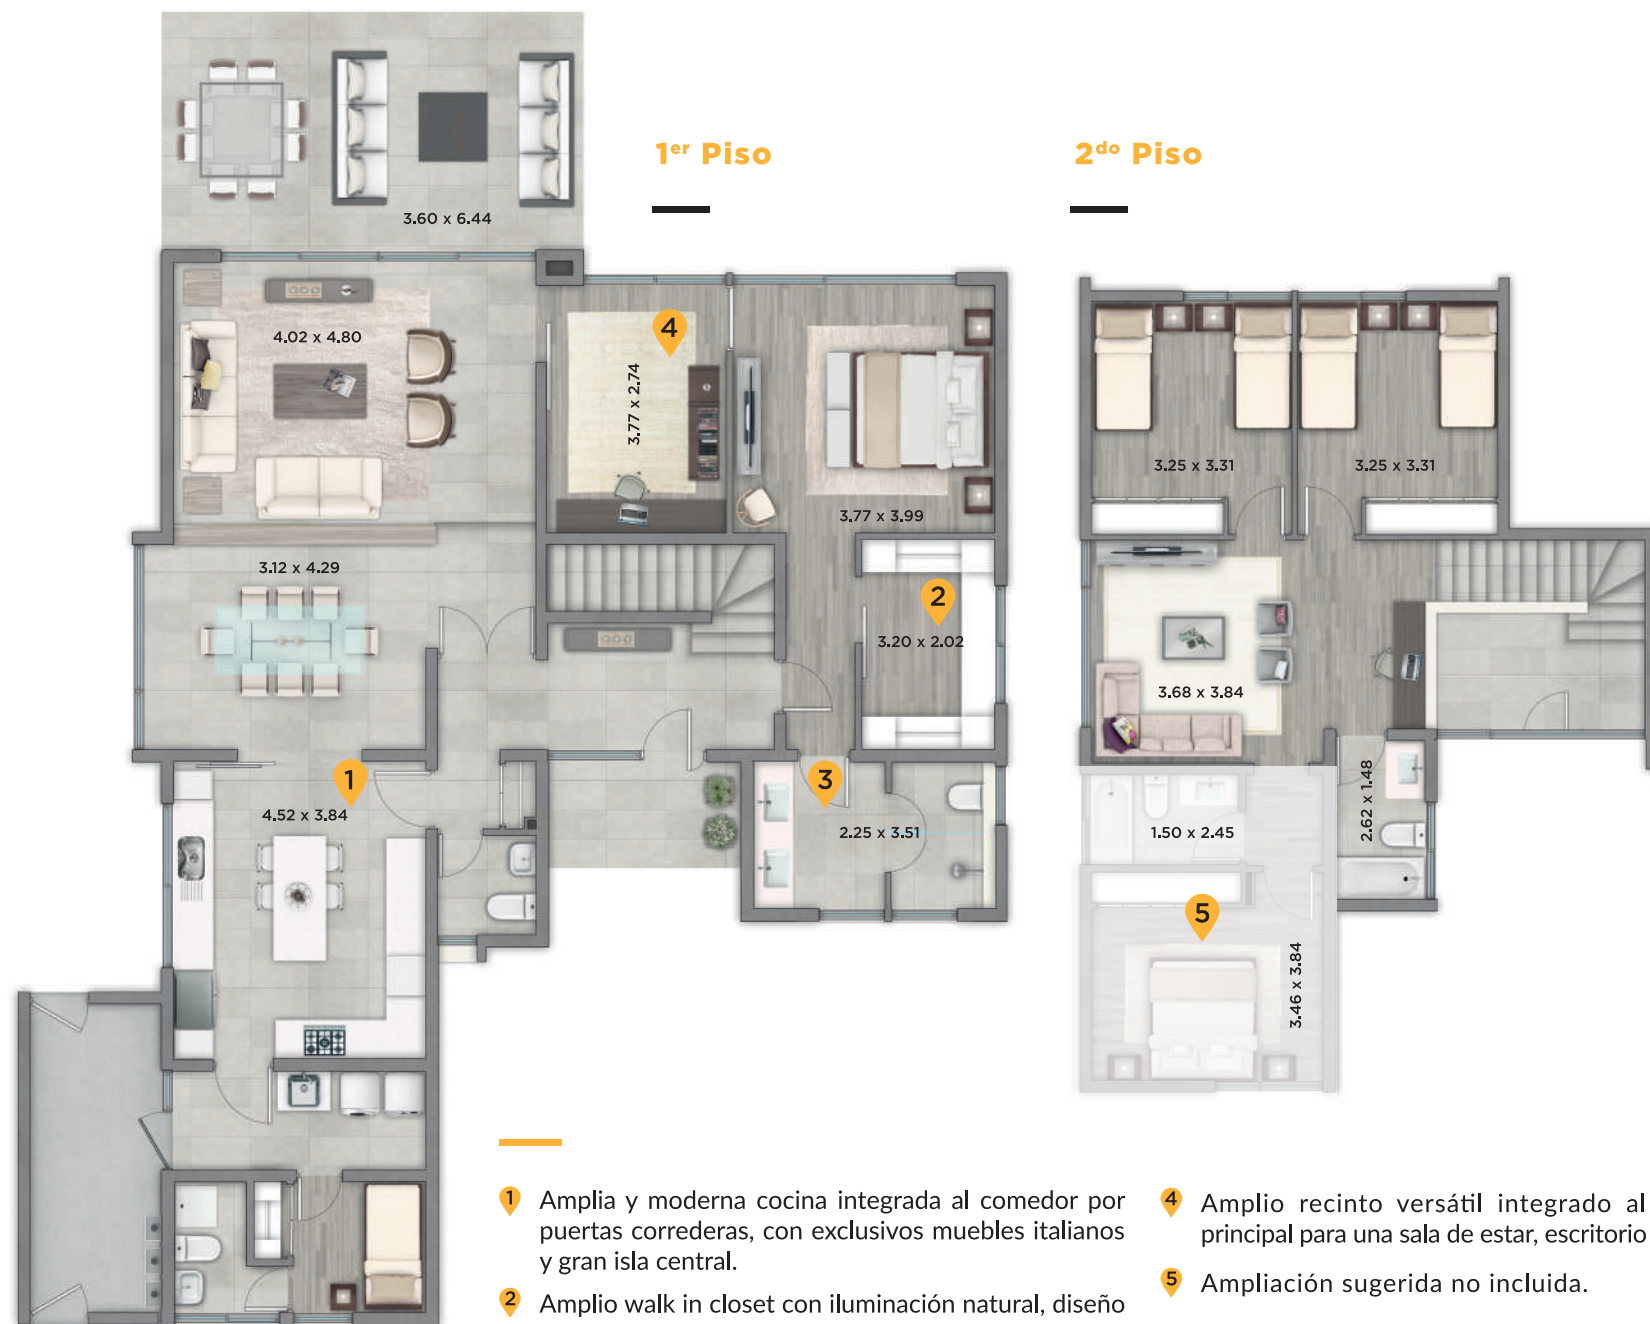 1er Piso
2do Piso
3.60 x 6.44
4.02 x 4.80
4
3.77 x 2.74
3.77 x 3.99
3.12 x 4.29
2
3.20 x 2.02
1
4.52 x 3.84
3
2.25 x 3.51
3.25 x 3.31
3.25 x 3.31
3.68 x 3.84
2.62 x 1.48
1.50 x 2.45
5
3.46 x 3.84
1 Amplia y moderna cocina integrada al comedor por
puertas correderas, con exclusivos muebles italianos
y gran isla central.
2 Amplio walk in closet con iluminación natural, diseño
4 Amplio recinto versátil integrado al
principal para una sala de estar, escritorio
5 Ampliación sugerida no incluida.